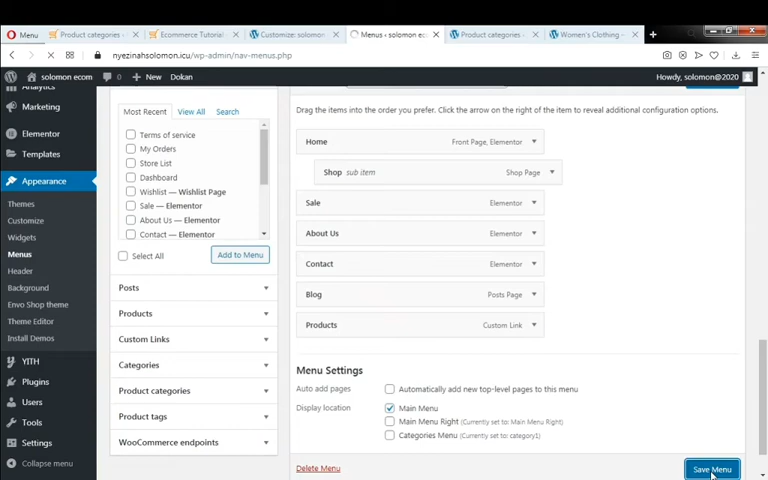 Menu
Product categories ‹
Ecommerce Tutorial
Customize: solomon
Menus ‹ solomon ec
Product categories ‹
Women's Clothing –
nyezinahsolomon.icu/wp-admin/nav-menus.php
solomon ecom
0
New
Dokan
Howdy, solomon@2020
Analytics
Marketing
Elementor
Templates
Appearance
Themes
Customize
Widgets
Menus
Header
Background
Envo Shop theme
Theme Editor
Install Demos
YITH
Plugins
Users
Tools
Settings
Collapse menu
Most Recent
View All
Search
Terms of service
My Orders
Store List
Dashboard
Wishlist — Wishlist Page
Sale — Elementor
About Us — Elementor
Contact — Elementor
Select All
Add to Menu
Posts
Products
Custom Links
Categories
Product categories
Product tags
WooCommerce endpoints
Drag the items into the order you prefer. Click the arrow on the right of the item to reveal additional configuration options.
Home Front Page, Elementor
Shop sub item Shop Page
Sale Elementor
About Us Elementor
Contact Elementor
Blog Posts Page
Products Custom Link
Menu Settings
Auto add pages Automatically add new top-level pages to this menu
Display location Main Menu
Main Menu Right (Currently set to: Main Menu Right)
Categories Menu (Currently set to: category1)
Delete Menu
Save Menu